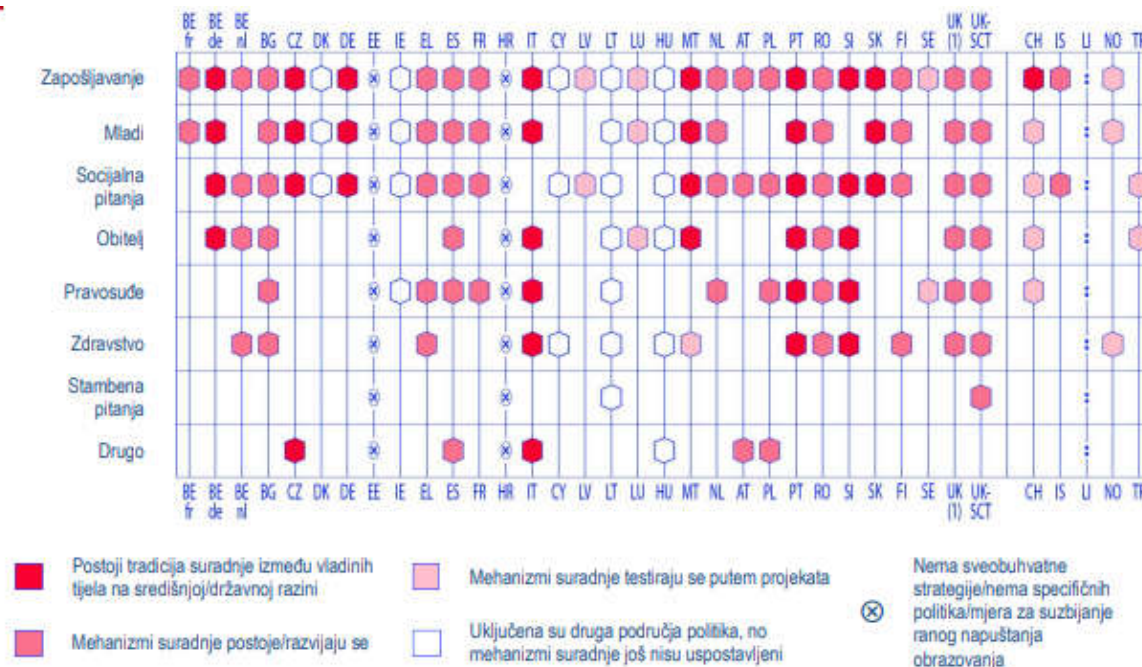 BE fr BE de BE nl BG CZ DK DE EE IE EL ES FR HR IT CY LV LT LU HU MT NL AT PL PT RO SI SK FI SE UK (1) UK-SCT CH IS LI NO TR
Zapošljavanje
Mladi
Socijalna
pitanja
Obitelj
Pravosuđe
Zdravstvo
Stambena
pitanja
Drugo
BE fr BE de BE nl BG CZ DK DE EE IE EL ES FR HR IT CY LV LT LU HU MT NL AT PL PT RO SI SK FI SE UK (1) UK-SCT CH IS LI NO TR
Postoji tradicija suradnje između vladinih
tijela na središnjoj/državnoj razini
Mehanizmi suradnje postoje/razvijaju se
Mehanizmi suradnje testiraju se putem projekata
Uključena su druga područja politika, no
mehanizmi suradnje još nisu uspostavljeni
Nema sveobuhvatne
strategije/nema specifičnih
politika/mjera za suzbijanje
ranog napuštanja
obrazovanja